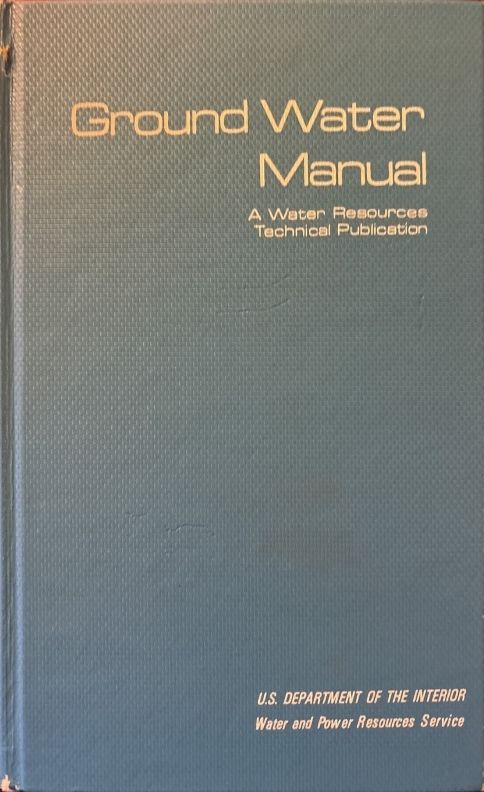 Ground Water
Manual
A Water Resources
Technical Publication
U.S. DEPARTMENT OF THE INTERIOR
Water and Power Resources Service